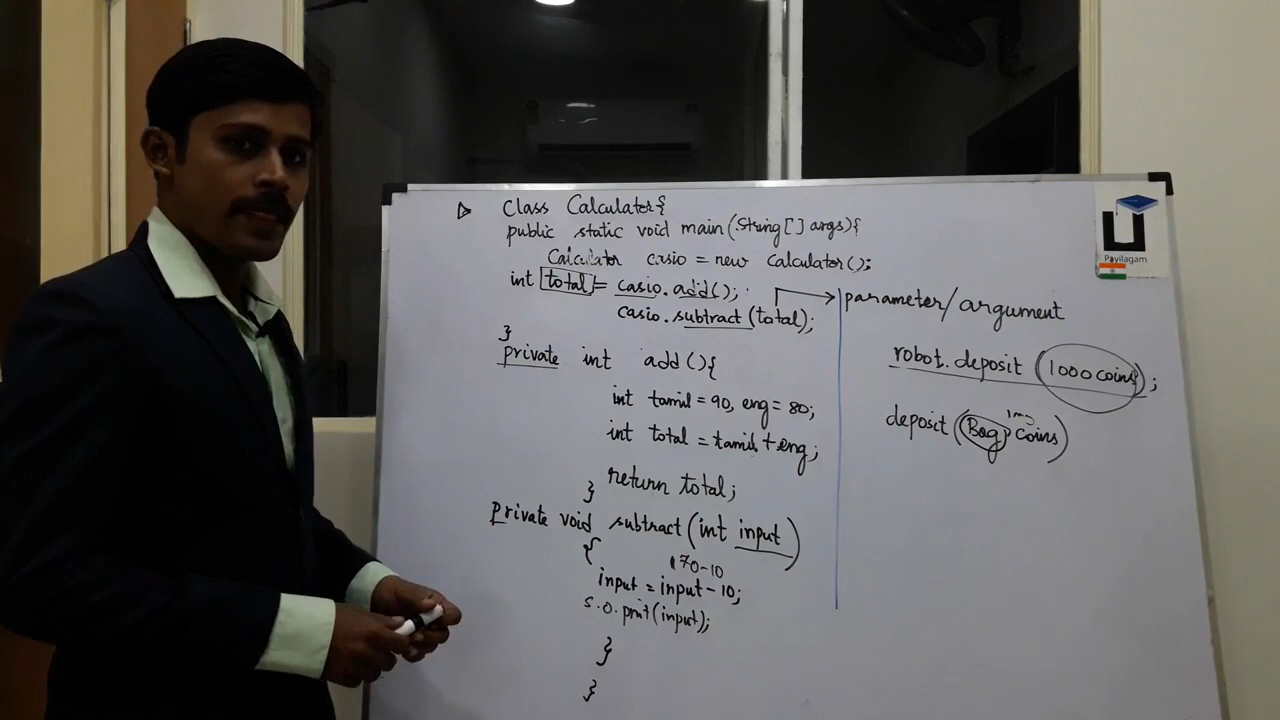 Class Calculator{
public static void main(String[] args){
Calculator casio = new Calculator();
int total = casio.add();
casio.subtract(total);
}
private int add(){
int tamil = 90, eng = 80;
int total = tamil + eng;
return total;
}
private void subtract(int input)
{
170-10
input = input - 10;
s.o.print(input);
}
}
parameter/argument
robot.deposit (1000 coins);
deposit (Bag coins)
Payilagam